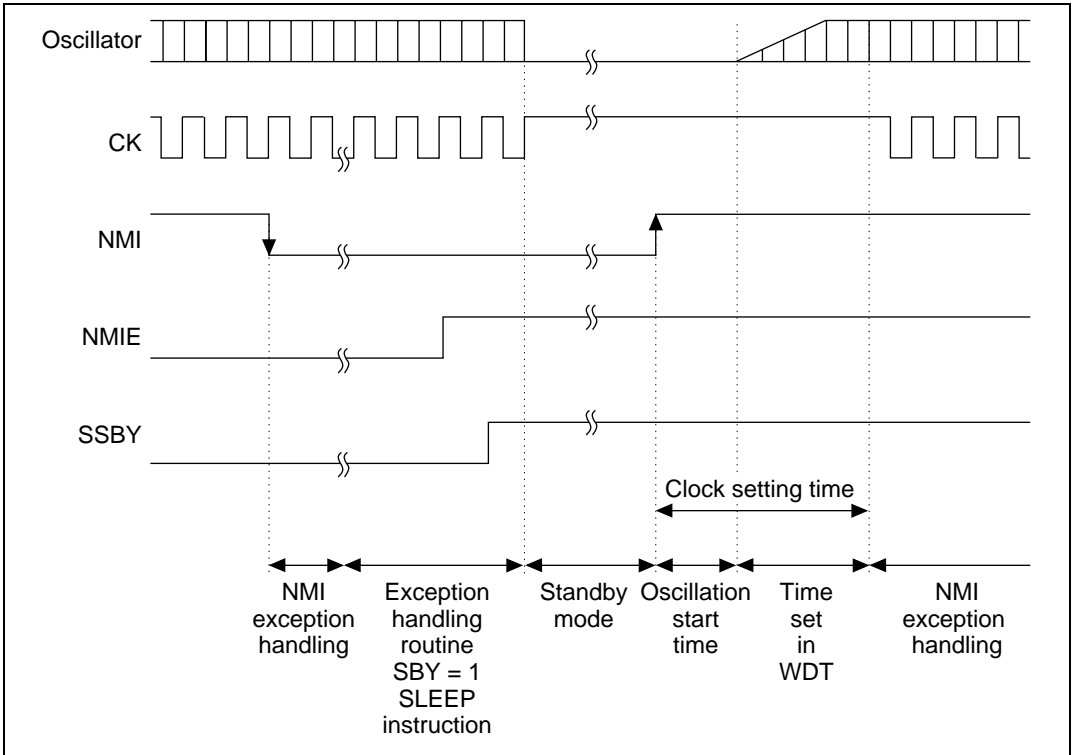 Oscillator
CK
NMI
NMIE
SSBY
Clock setting time
NMI
exception
handling
Exception
handling
routine
SBY = 1
SLEEP
instruction
Standby
mode
Oscillation
start
time
Time
set
in
WDT
NMI
exception
handling